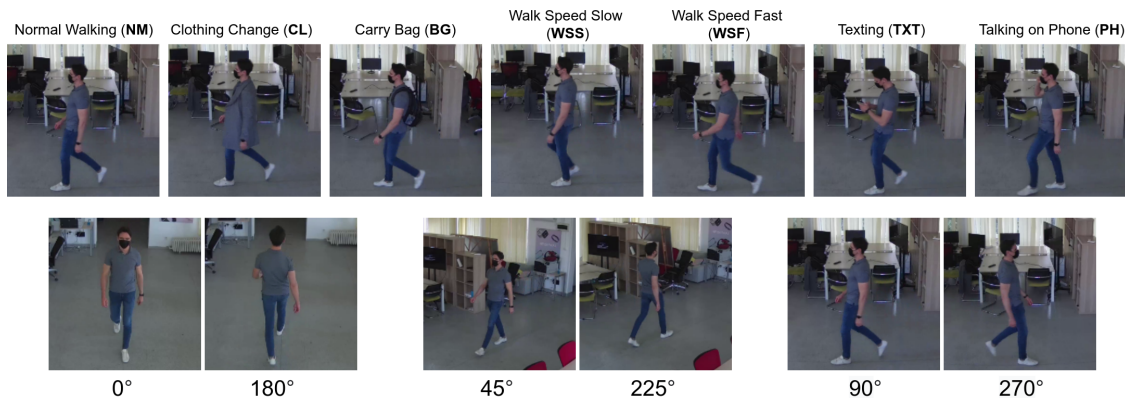 Normal Walking (NM)
Clothing Change (CL)
Carry Bag (BG)
Walk Speed Slow
(WSS)
Walk Speed Fast
(WSF)
Texting (TXT)
Talking on Phone (PH)
0°
180°
45°
225°
90°
270°